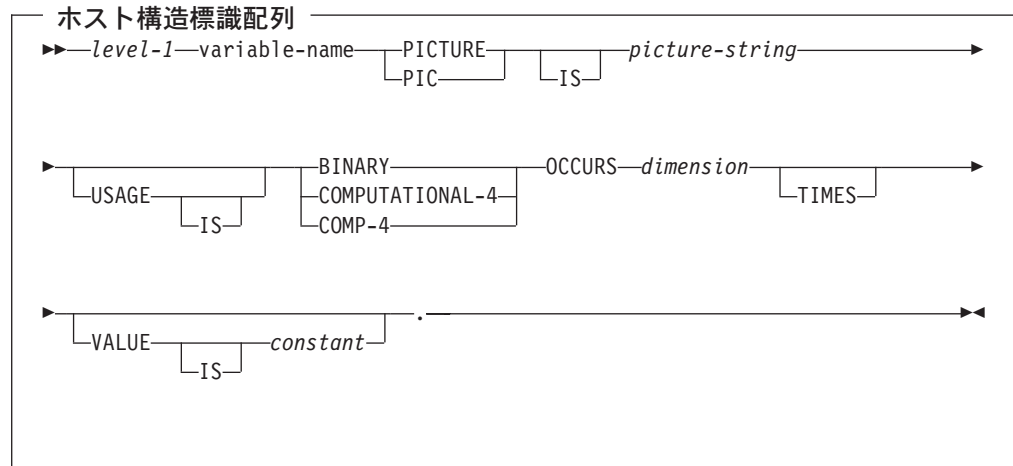 ホスト構造標識配列
level-1 variable-name PICTURE picture-string
PIC IS
BINARY OCCURS dimension
USAGE COMPUTATIONAL-4 TIMES
IS COMP-4
.
VALUE constant
IS